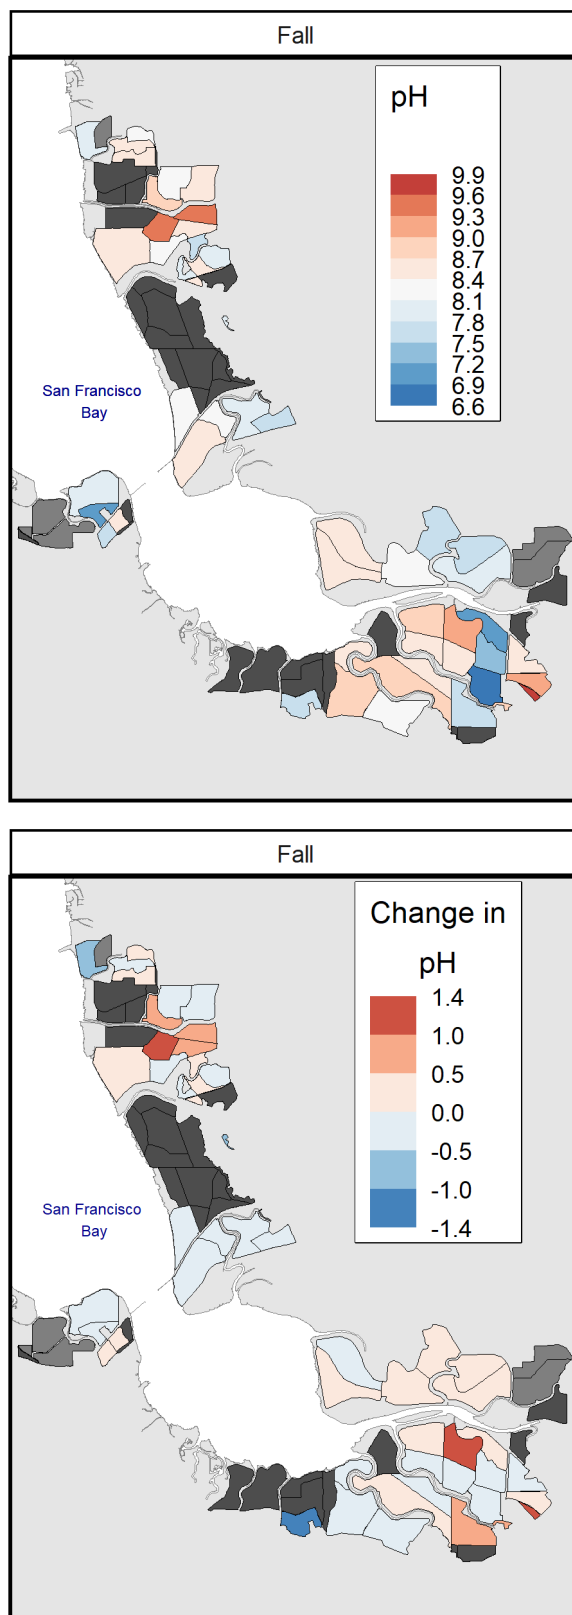 Fall
pH
9.9
9.6
9.3
9.0
8.7
8.4
8.1
7.8
7.5
7.2
6.9
6.6
San Francisco
Bay
Fall
Change in
pH
1.4
1.0
0.5
0.0
-0.5
-1.0
-1.4
San Francisco
Bay